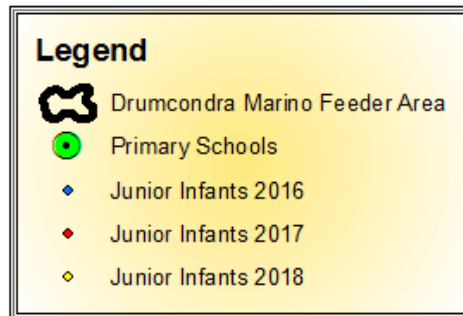 Legend
Drumcondra Marino Feeder Area
Primary Schools
Junior Infants 2016
Junior Infants 2017
Junior Infants 2018